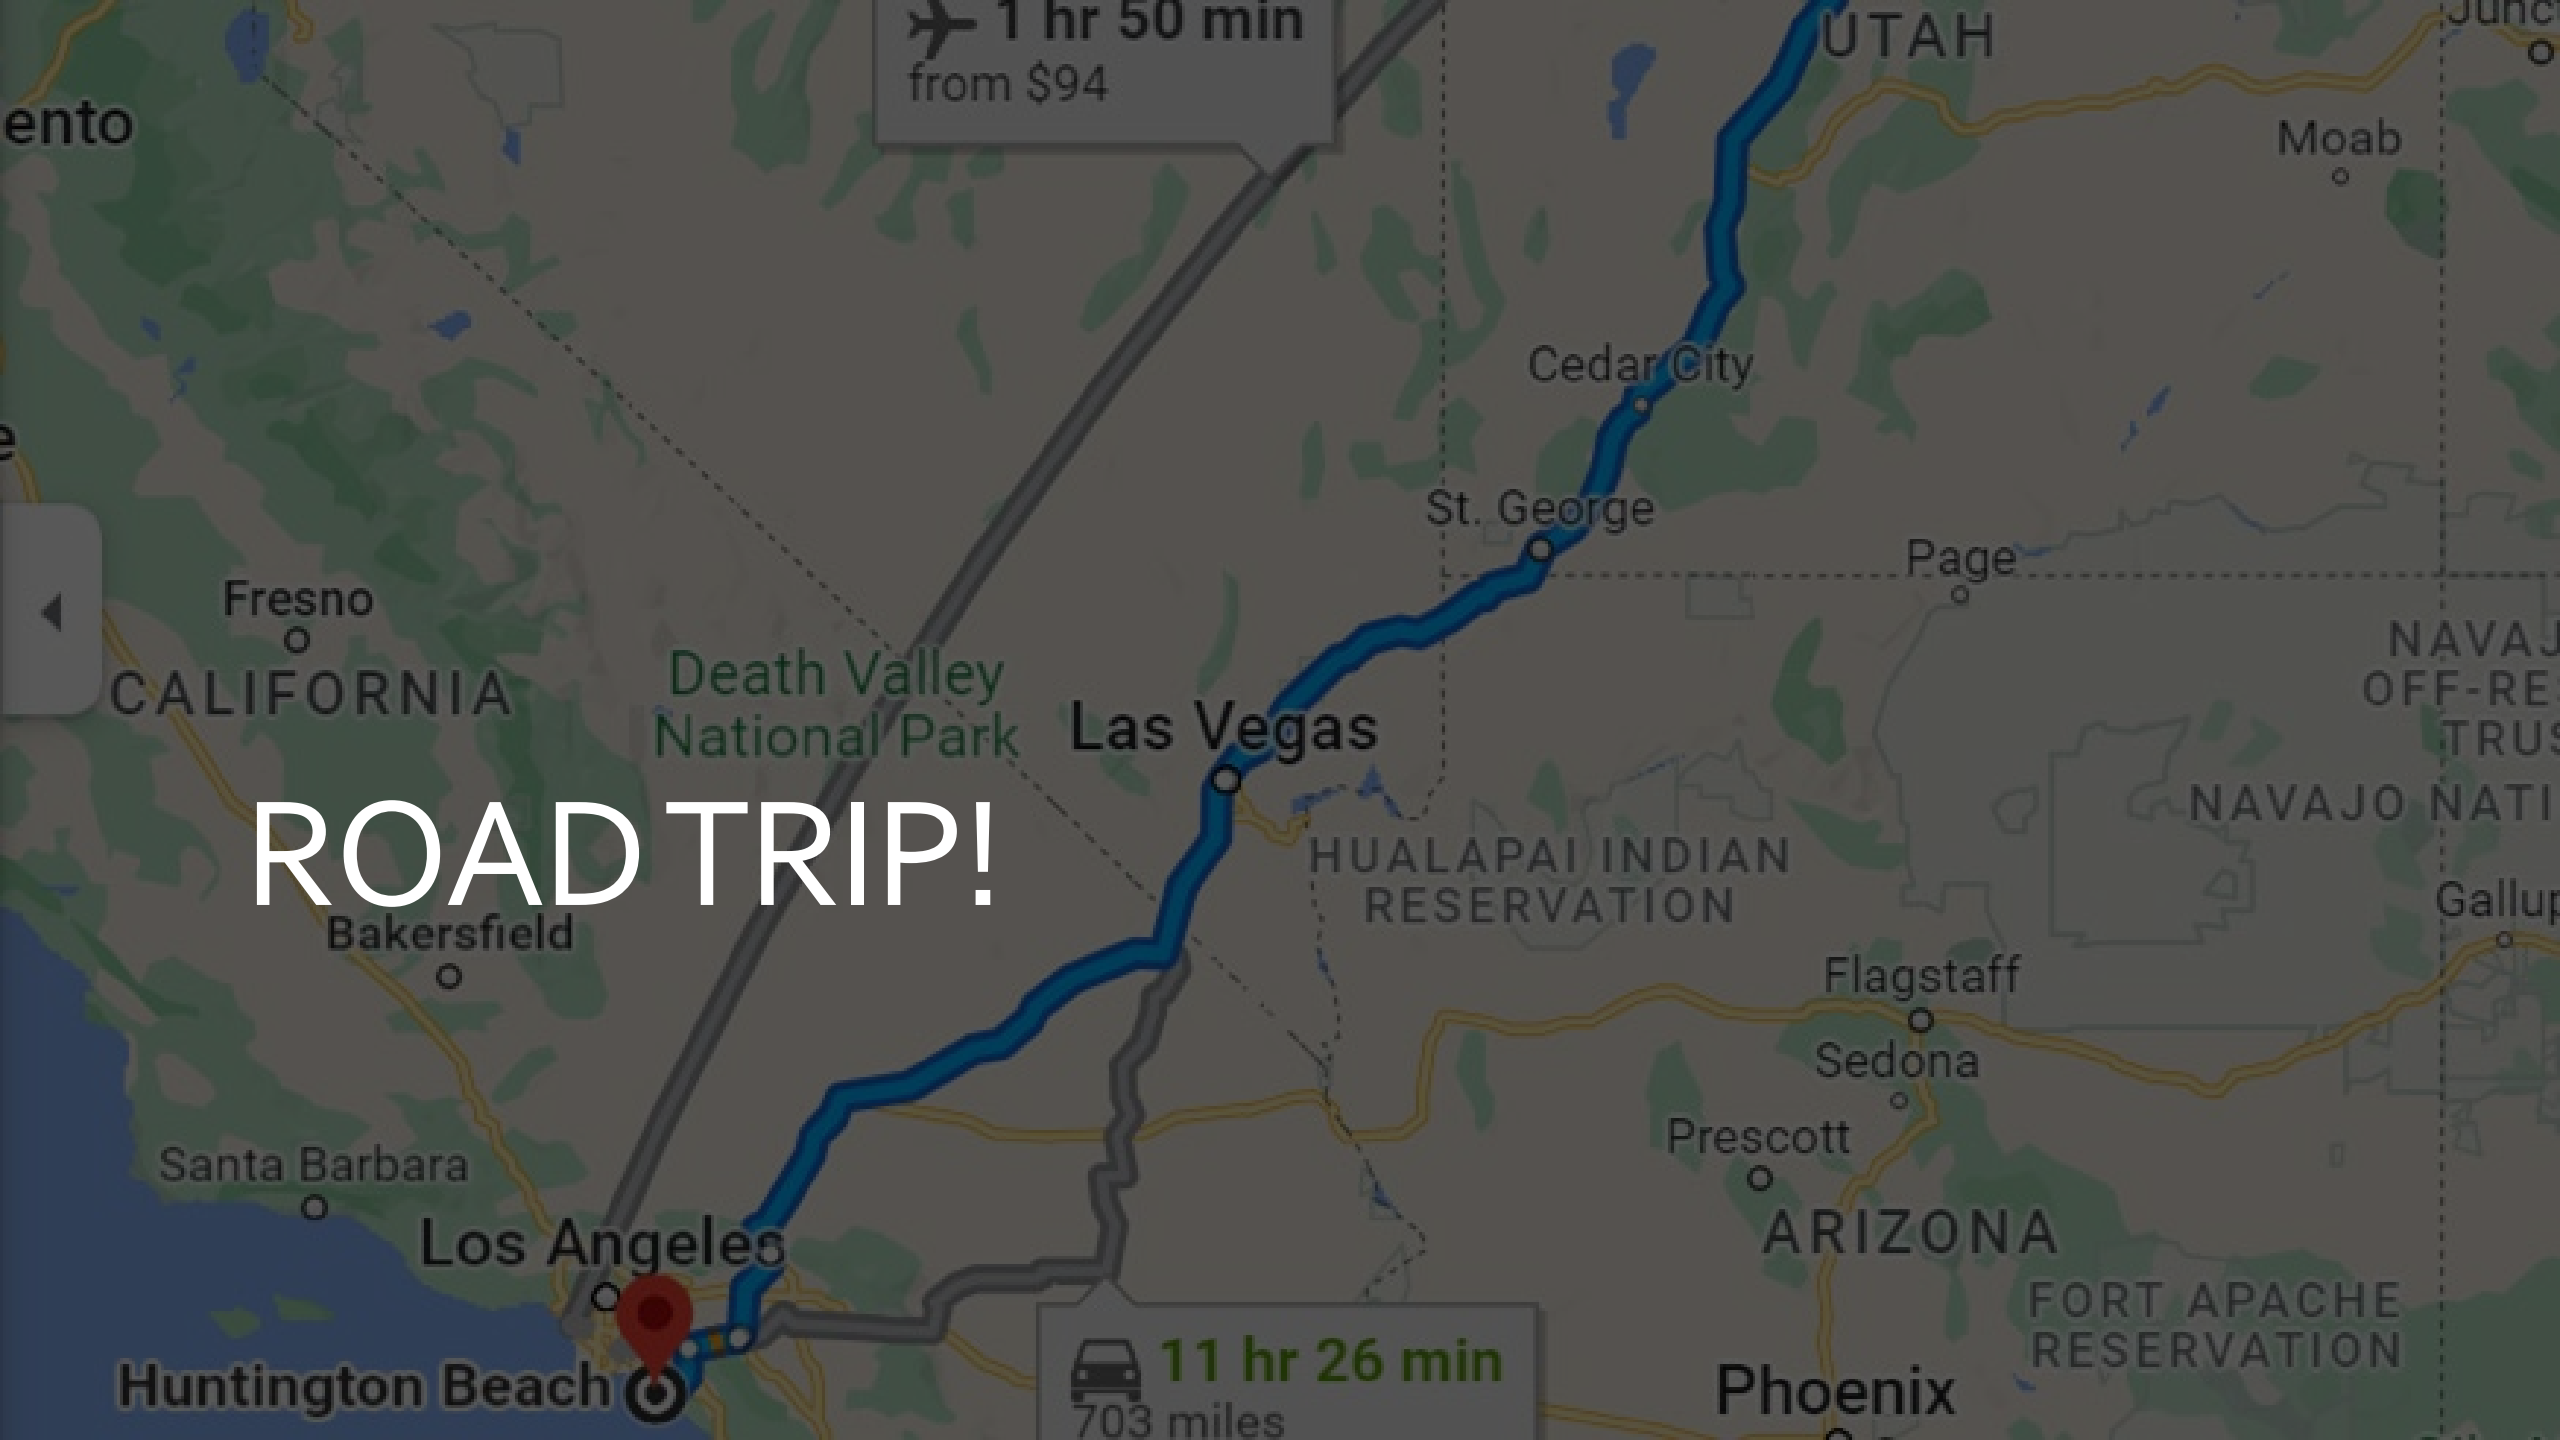 1 hr 50 min
from $94
UTAH
Junct
ento
Moab
Cedar City
e
St. George
Page
Fresno
CALIFORNIA
Death Valley
National Park
Las Vegas
NAVAJ
OFF-RE
TRUS
NAVAJO NATI
ROAD TRIP!
HUALAPAI INDIAN
RESERVATION
Bakersfield
Gallup
Flagstaff
Sedona
Prescott
Santa Barbara
Los Angeles
ARIZONA
FORT APACHE
RESERVATION
Huntington Beach
11 hr 26 min
703 miles
Phoenix